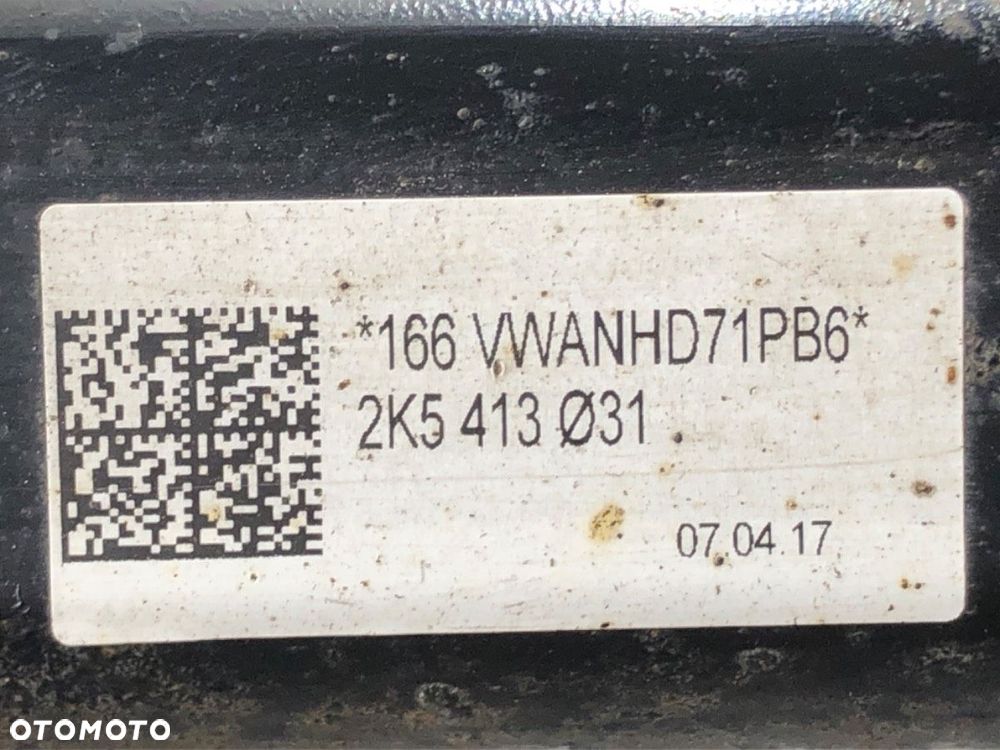 *166 VWANHD71PB6*
2K5 413 Ø31
07.04.17
OTOMOTO